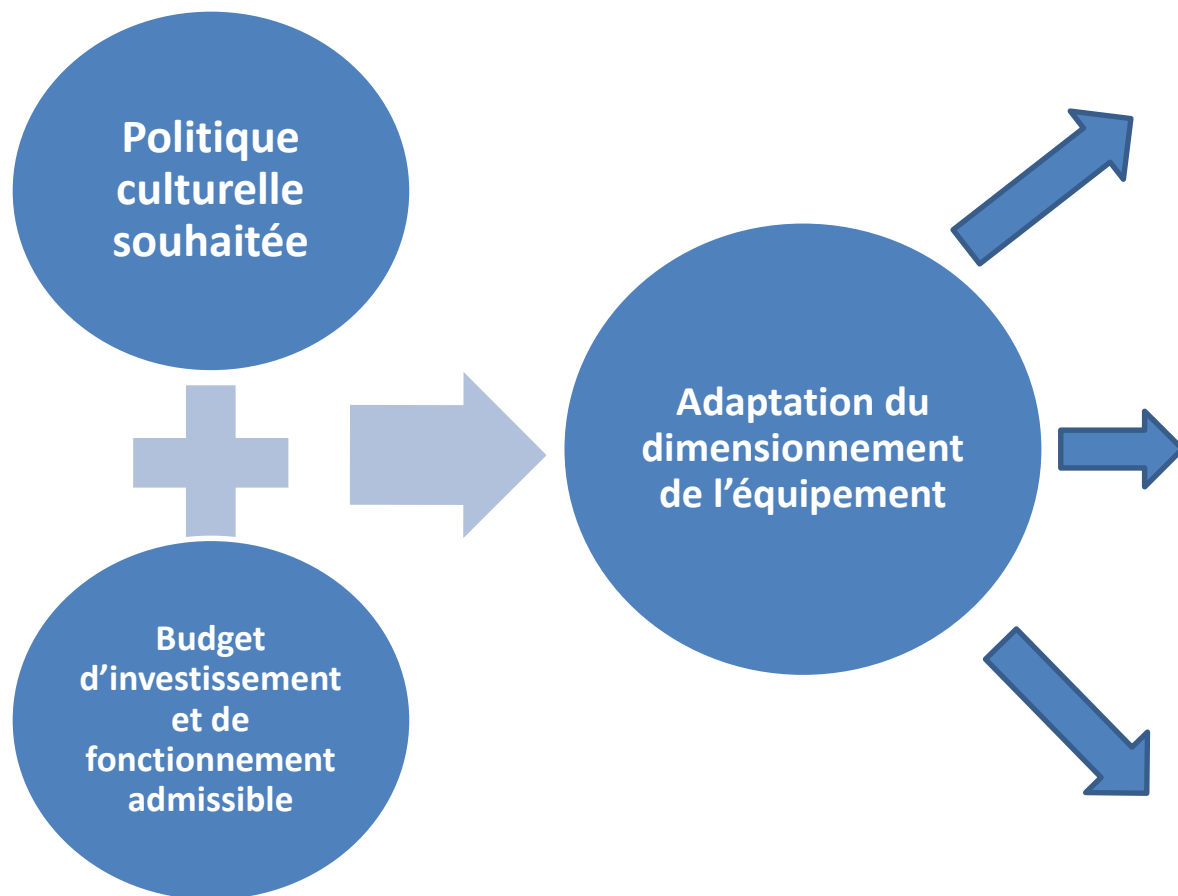 Politique
culturelle
souhaitée
Adaptation du
dimensionnement
de l’équipement
Budget
d’investissement
et de
fonctionnement
admissible